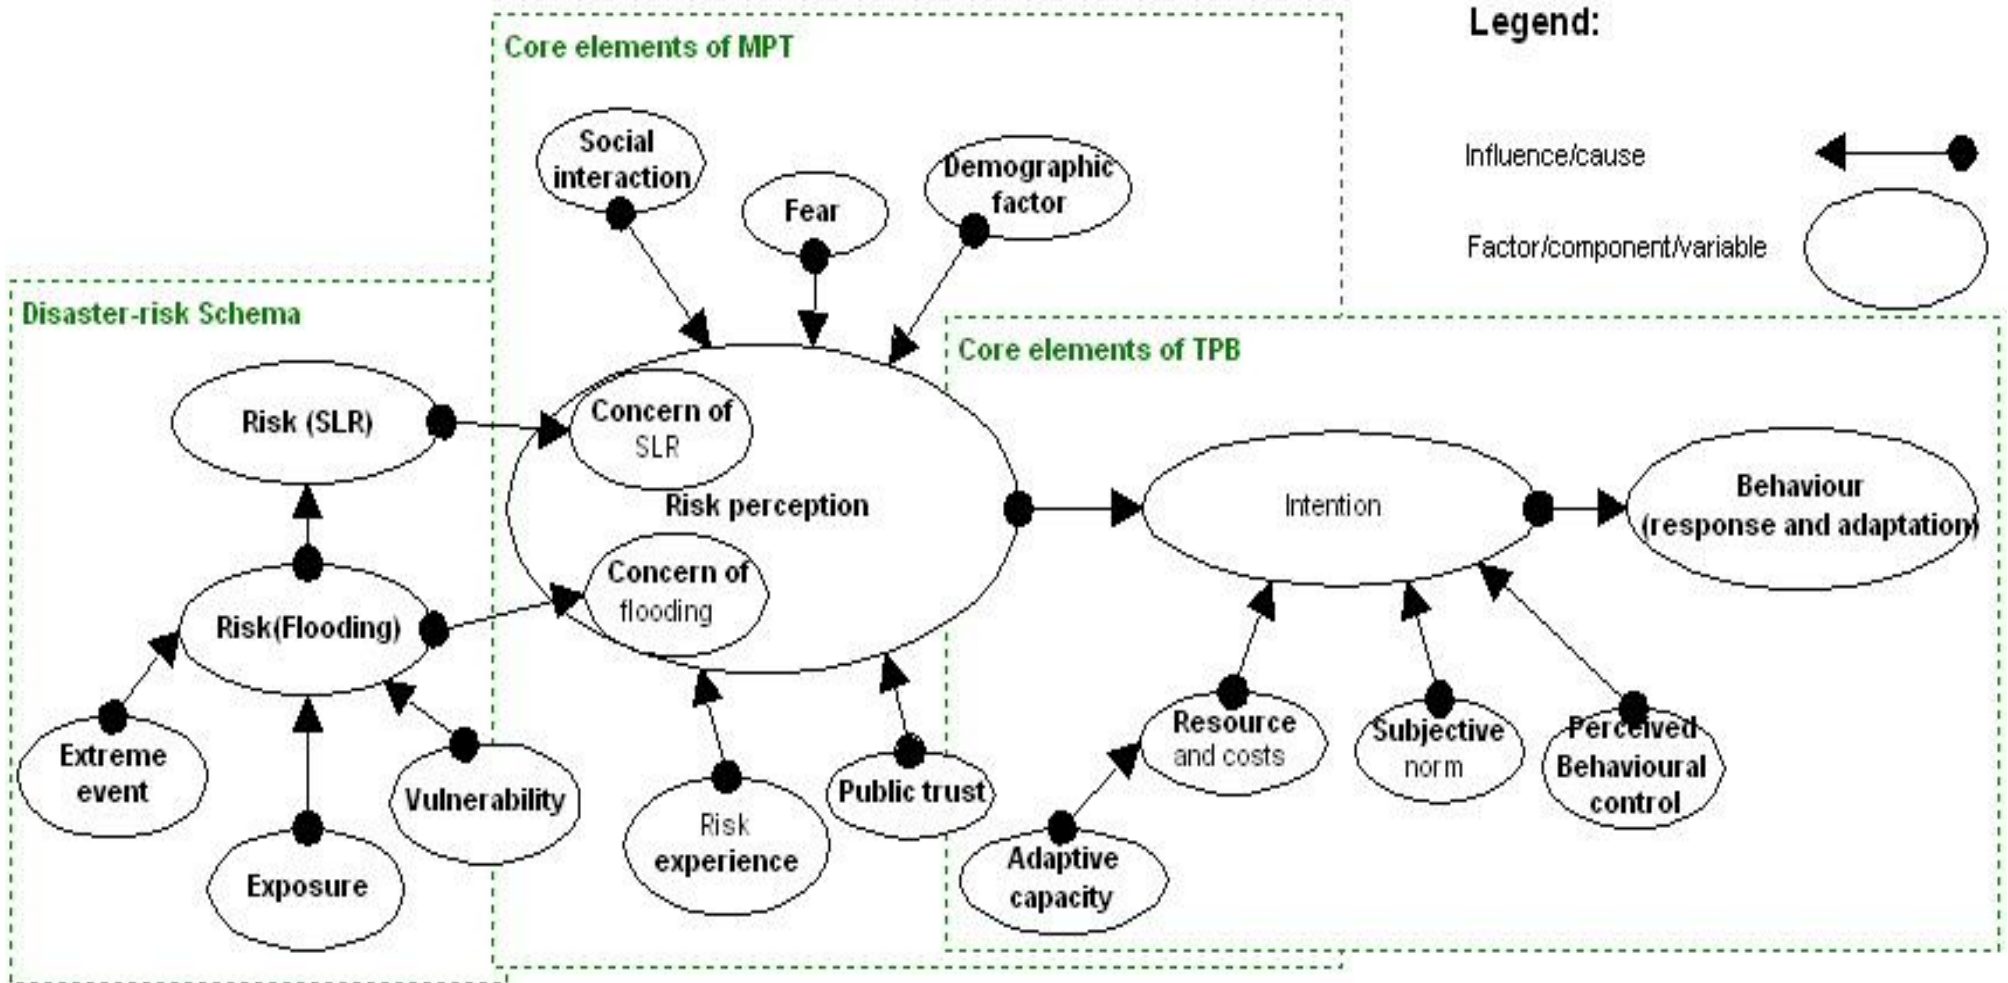 Core elements of MPT
Legend:
Social
interaction
Fear
Demographic
factor
Influence/cause
Factor/component/variable
Disaster-risk Schema
Core elements of TPB
Risk (SLR)
Concern of
SLR
Risk perception
Intention
Behaviour
(response and adaptation)
Concern of
flooding
Risk(Flooding)
Extreme
event
Vulnerability
Exposure
Risk
experience
Public trust
Resource
and costs
Subjective
norm
Perceived
Behavioural
control
Adaptive
capacity